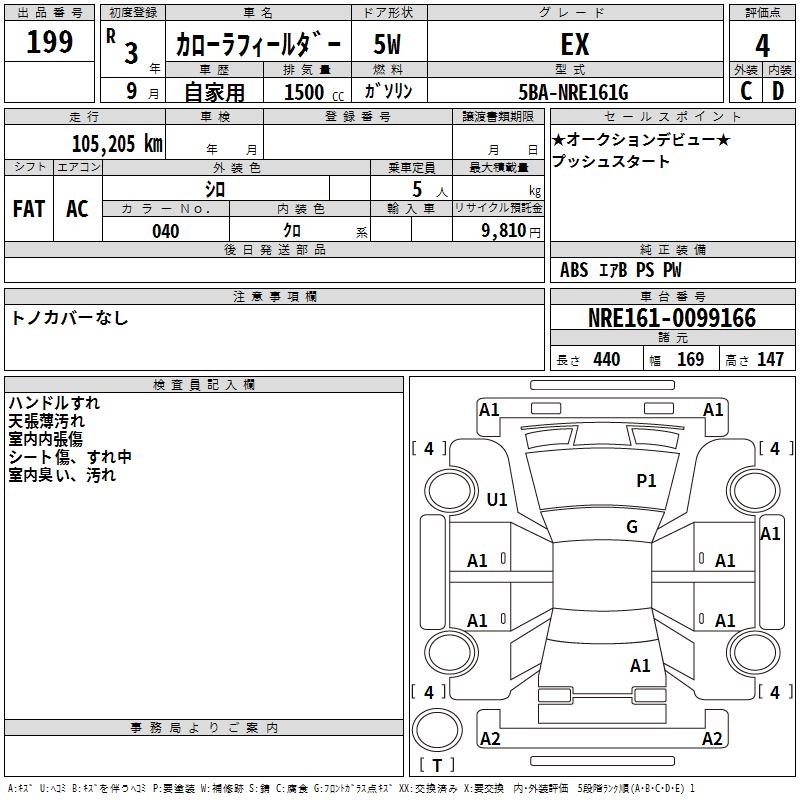 出品番号 初度登録 車名 ドア形状 グレード 評価点
199 R 3 年 カローラフィールダー 5W EX 4
車歴 排気量 燃料 型式 外装 内装
9 月 自家用 1500 CC ガソリン 5BA-NRE161G C D
走行 車検 登録番号 譲渡書類期限 セールスポイント
105,205 km 年 月 月 日
★オークションデビュー★
プッシュスタート
シフト エアコン 外装色 乗車定員 最大積載量
FAT AC シロ 5 人 kg
カラーNo. 内装色 輸入車 リサイクル預託金
040 クロ 系 9,810 円
後日発送部品 純正装備
ABS エアB PS PW
注意事項欄 車台番号
トノカバーなし NRE161-0099166
諸元
長さ 440 幅 169 高さ 147
検査員記入欄
ハンドルすれ
天張薄汚れ
室内内張傷
シート傷、すれ中
室内臭い、汚れ
事務局よりご案内
A1 A1
[ 4 ] [ 4 ]
P1
U1
G
A1
A1 A1
A1 A1
A1
[ 4 ] [ 4 ]
A2 A2
[ T ]
A:キズ U:ヘコミ B:キズを伴うヘコミ P:要塗装 W:補修跡 S:錆 C:腐食 G:フロントガラス点キズ XX:交換済み X:要交換 内・外装評価 5段階ランク順(A・B・C・D・E) 1